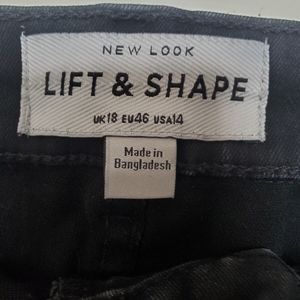 NEW LOOK
LIFT & SHAPE
UK18 EU46 USA14
Made in
Bangladesh